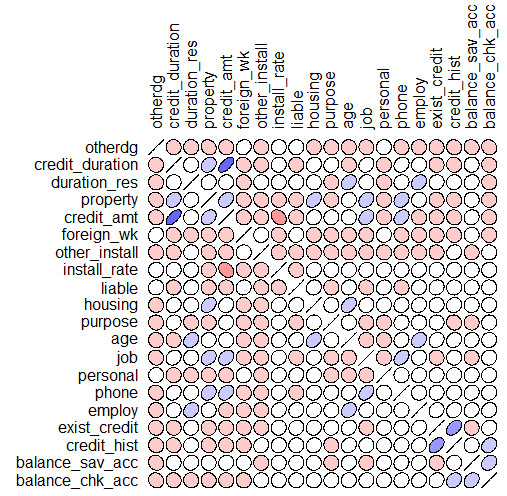 otherdg
credit_duration
duration_res
property
credit_amt
foreign_wk
other_install
install_rate
liable
housing
purpose
age
job
personal
phone
employ
exist_credit
credit_hist
balance_sav_acc
balance_chk_acc
otherdg
credit_duration
duration_res
property
credit_amt
foreign_wk
other_install
install_rate
liable
housing
purpose
age
job
personal
phone
employ
exist_credit
credit_hist
balance_sav_acc
balance_chk_acc